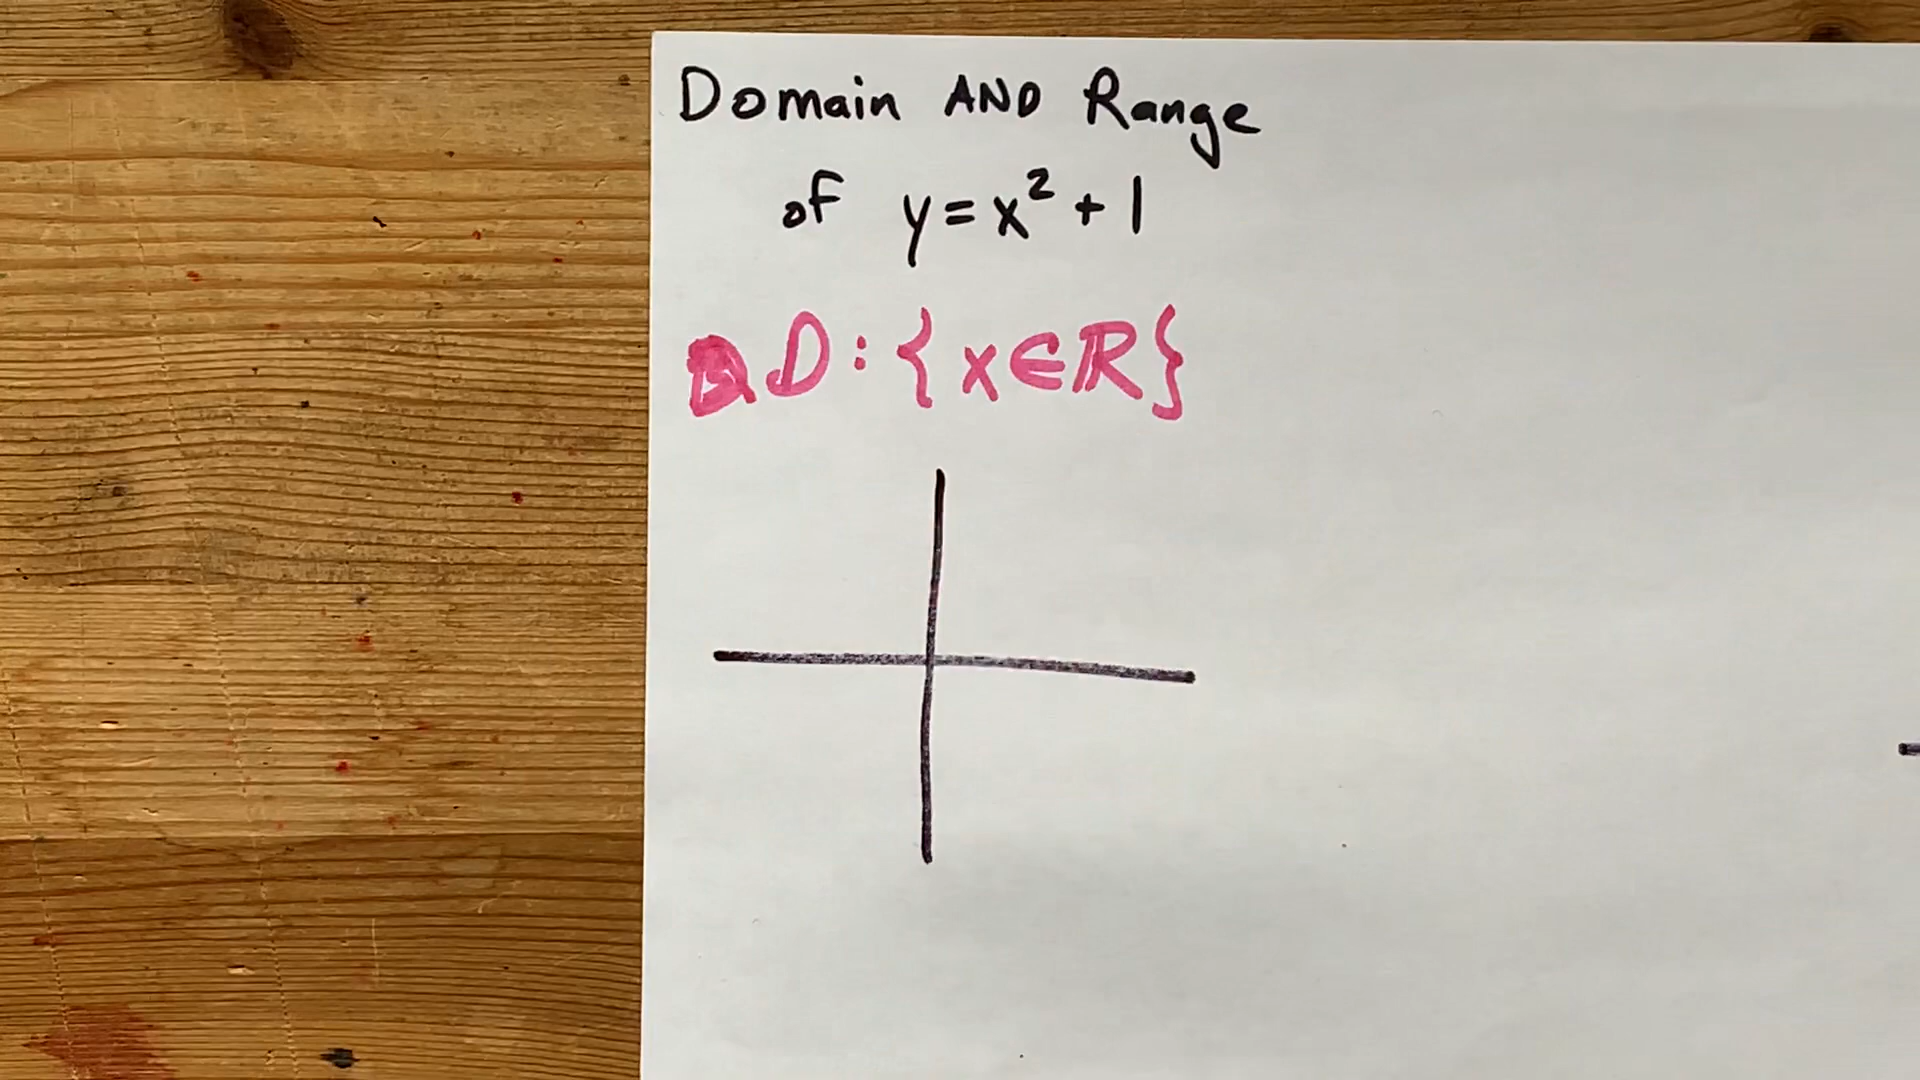 Domain AND Range
of y=x²+1
D:{x∈ℝ}